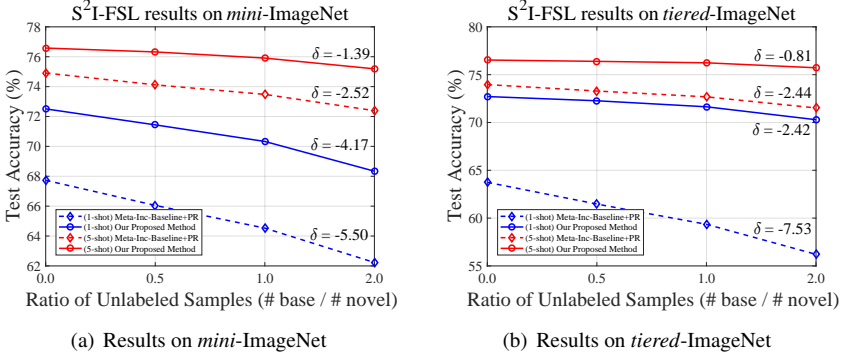 S²I-FSL results on mini-ImageNet
Test Accuracy (%)
78
76
74
72
70
68
66
64
62
δ = -1.39
δ = -2.52
δ = -4.17
δ = -5.50
(1-shot) Meta-Inc-Baseline+PR
(1-shot) Our Proposed Method
(5-shot) Meta-Inc-Baseline+PR
(5-shot) Our Proposed Method
0.0 0.5 1.0 2.0
Ratio of Unlabeled Samples (# base / # novel)
(a) Results on mini-ImageNet
S²I-FSL results on tiered-ImageNet
Test Accuracy (%)
80
75
70
65
60
55
δ = -0.81
δ = -2.44
δ = -2.42
δ = -7.53
(1-shot) Meta-Inc-Baseline+PR
(1-shot) Our Proposed Method
(5-shot) Meta-Inc-Baseline+PR
(5-shot) Our Proposed Method
0.0 0.5 1.0 2.0
Ratio of Unlabeled Samples (# base / # novel)
(b) Results on tiered-ImageNet